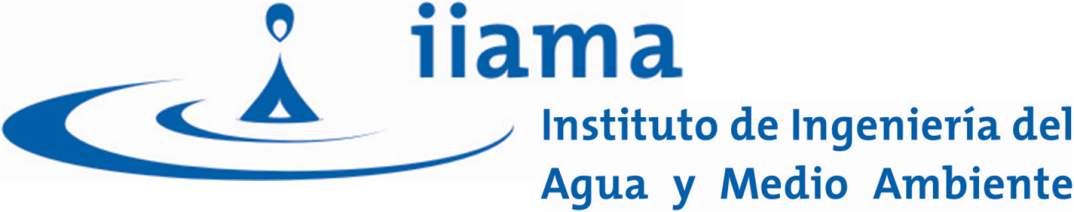 iiama
Instituto de Ingeniería del
Agua y Medio Ambiente